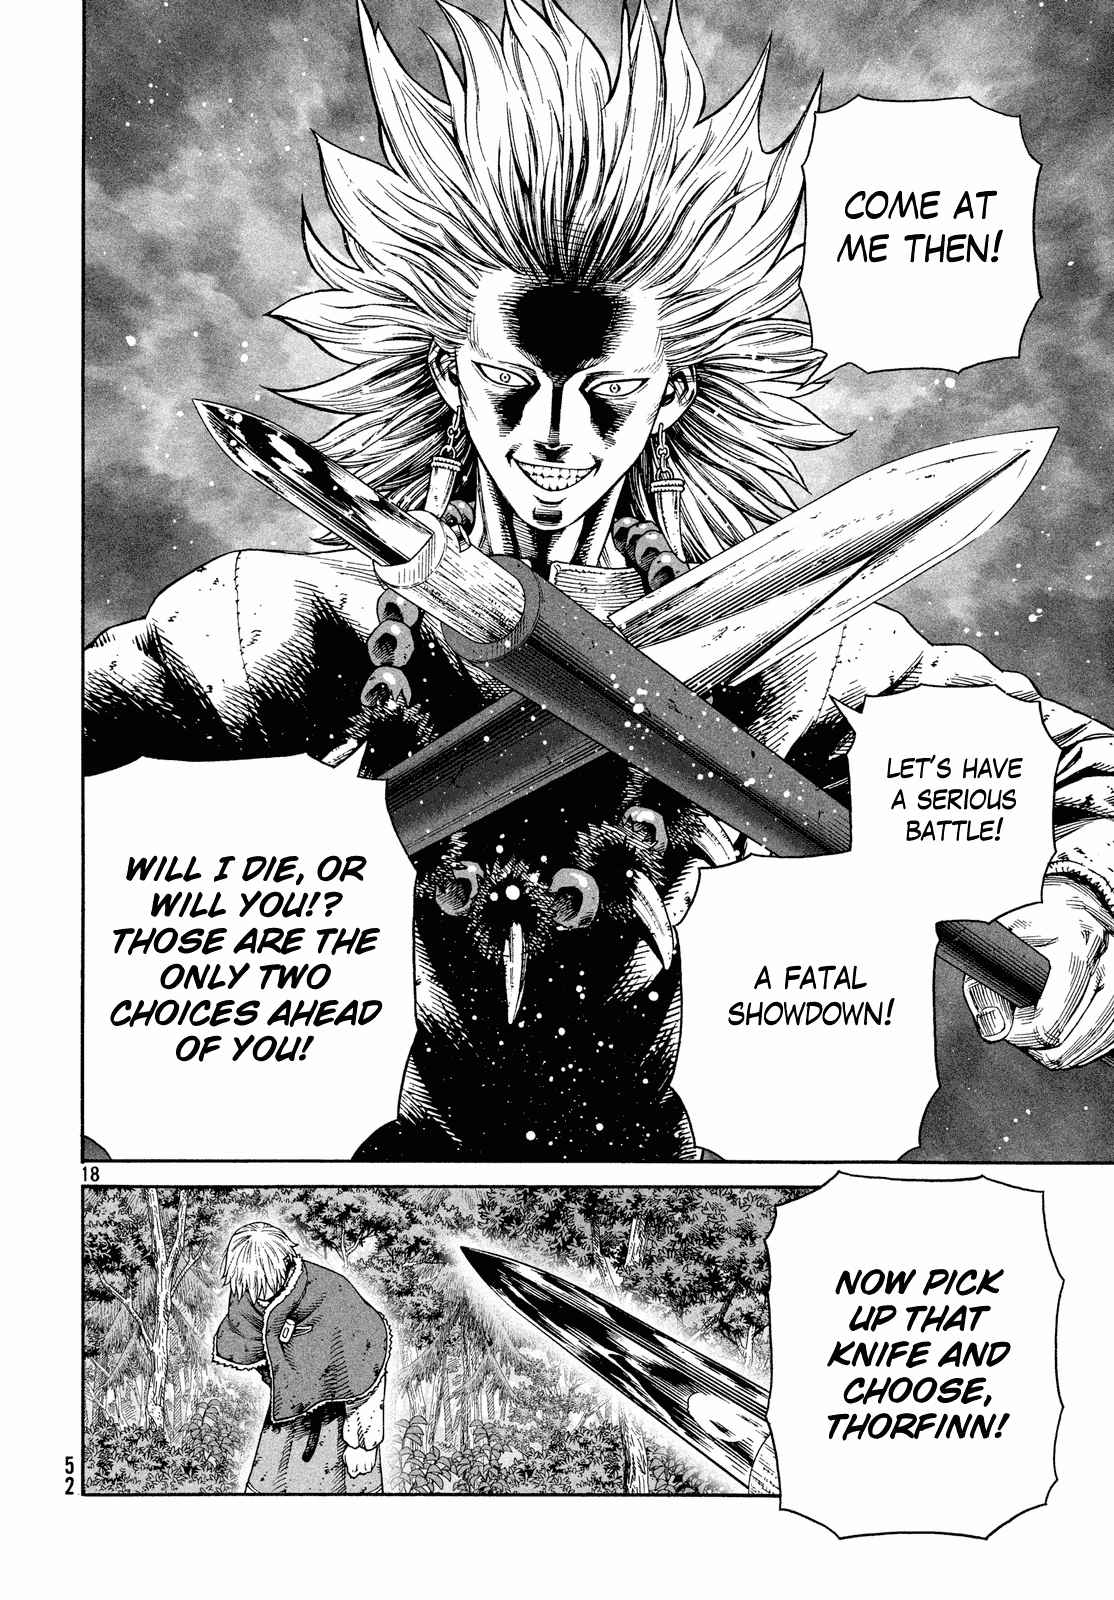 COME AT
ME THEN!
LET'S HAVE
A SERIOUS
BATTLE!
A FATAL
SHOWDOWN!
WILL I DIE, OR
WILL YOU!?
THOSE ARE THE
ONLY TWO
CHOICES AHEAD
OF YOU!
18
NOW PICK
UP THAT
KNIFE AND
CHOOSE,
THORFINN!
52